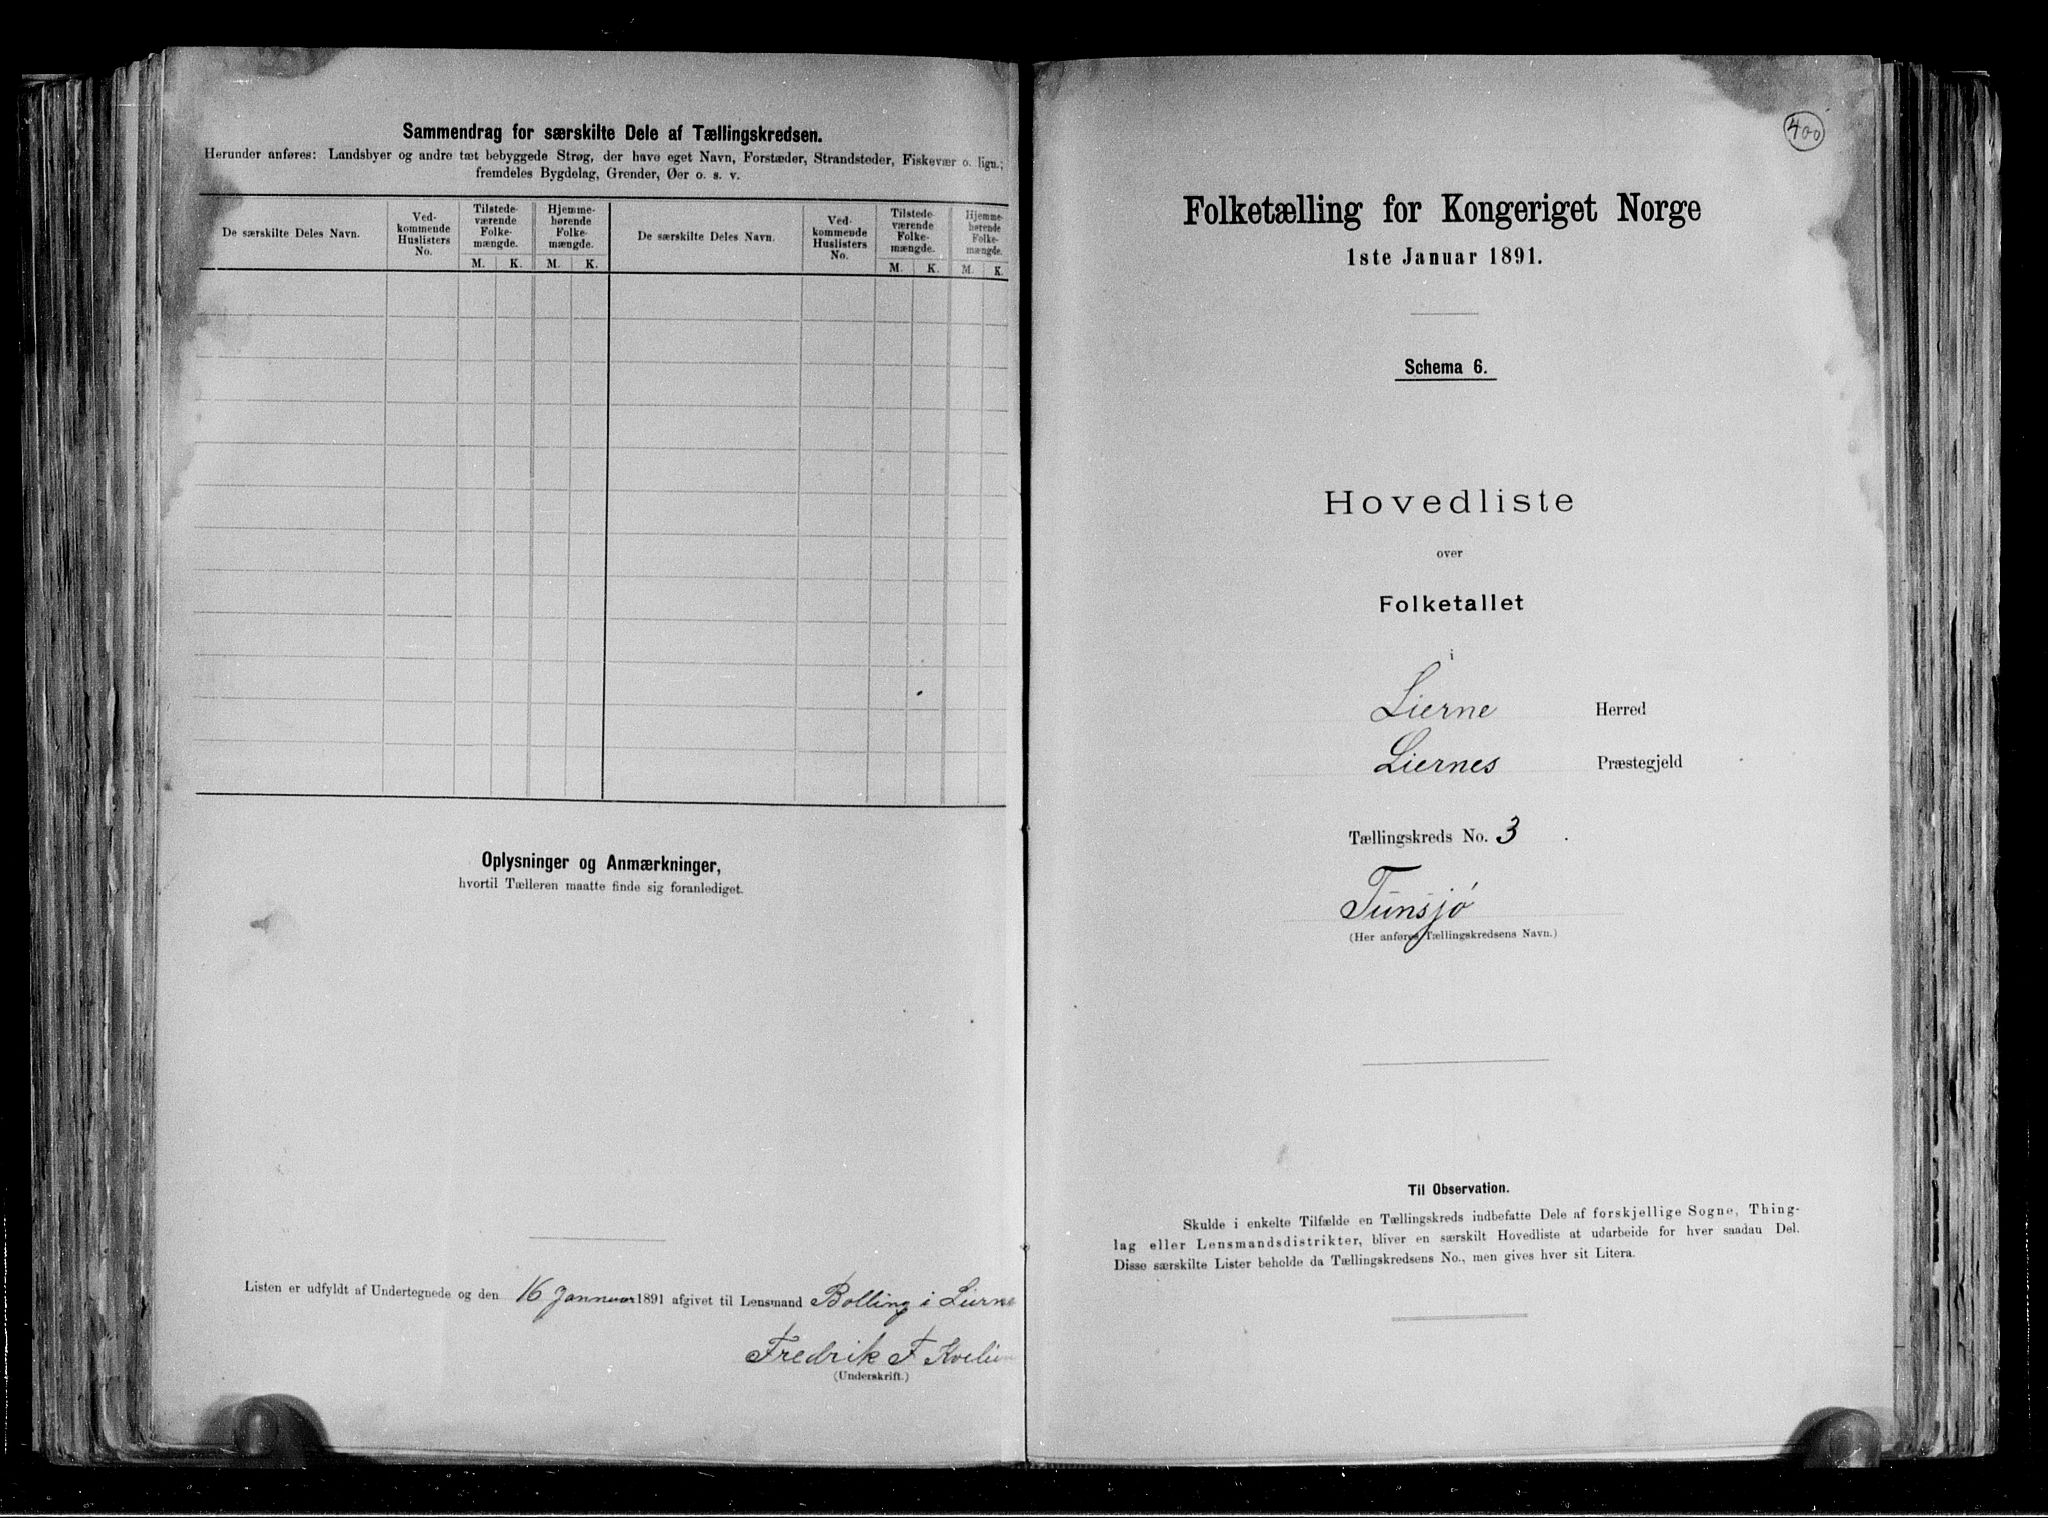 Sammendrag for særskilte Dele af Tællingskredsen.
Herunder anføres: Landsbyer og andre tæt bebyggede Strøg, der have eget Navn, Forstæder, Strandsteder, Fiskevær o. lign.;
fremdeles Bygdelag, Grender, Øer o. s. v.
De særskilte Deles Navn.
Ved-
kommende
Huslisters
No.
Tilstede-
værende
Folke-
mængde.
Hjemme-
hørende
Folke-
mængde.
M. K. M. K.
De særskilte Deles Navn.
Ved-
kommende
Huslisters
No.
Tilstede-
værende
Folke-
mængde.
Hjemme-
hørende
Folke-
mængde.
M. K. M. K.
Oplysninger og Anmærkninger,
hvortil Tælleren maatte finde sig foranlediget.
Listen er udfyldt af Undertegnede og den 16 Januar 1891 afgivet til Lensmand Bolling i Lierne
Fredrik F
(Underskrift.)
400
Folketælling for Kongeriget Norge
1ste Januar 1891.
Schema 6.
Hovedliste
over
Folketallet
i
Lierne Herred
Liernes Præstegjeld
Tællingskreds No. 3
Tunsjø
(Her anføres Tællingskredsens Navn.)
Til Observation.
Skulde i enkelte Tilfælde en Tællingskreds indbefatte Dele af forskjellige Sogne, Thing-
lag eller Lensmandsdistrikter, bliver en særskilt Hovedliste at udarbeide for hver saadan Del.
Disse særskilte Lister beholde da Tællingskredsens No., men gives hver sit Litera.